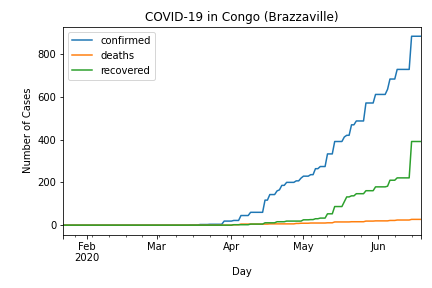 COVID-19 in Congo (Brazzaville)
confirmed
deaths
recovered
Number of Cases
800
600
400
200
0
Feb
2020
Mar
Apr
May
Jun
Day